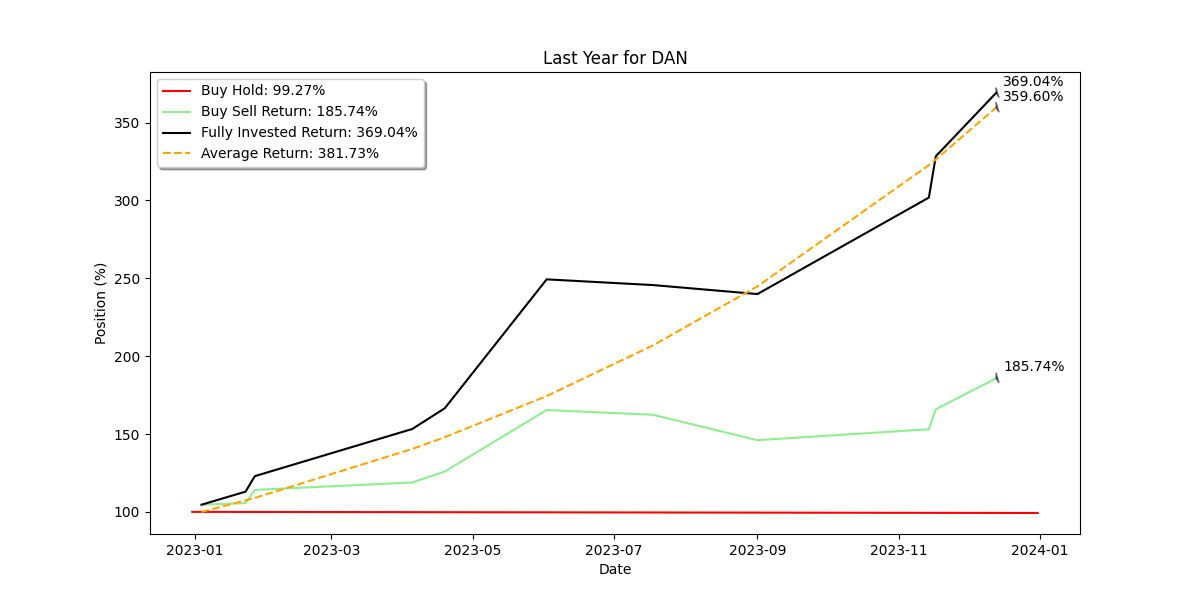 Last Year for DAN
Buy Hold: 99.27%
Buy Sell Return: 185.74%
Fully Invested Return: 369.04%
Average Return: 381.73%
369.04%
359.60%
185.74%
Position (%)
350
300
250
200
150
100
2023-01
2023-03
2023-05
2023-07
2023-09
2023-11
2024-01
Date